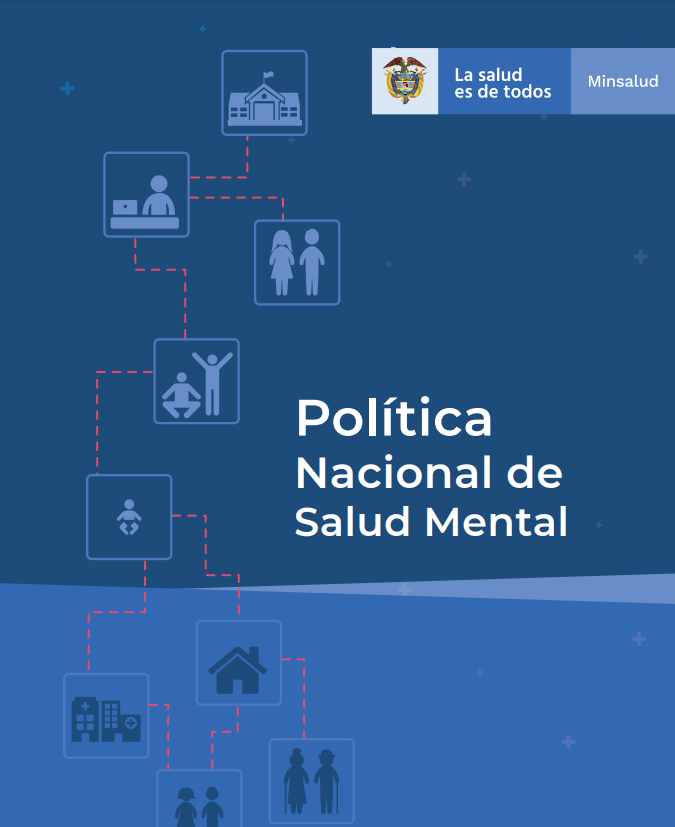 La salud
es de todos
Minsalud
Política
Nacional de
Salud Mental